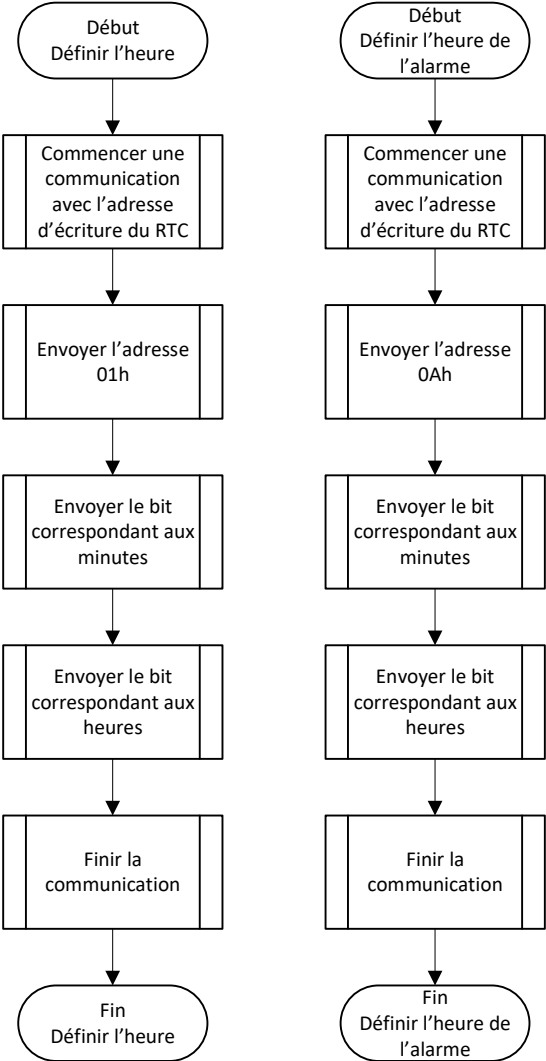 Début
Définir l’heure
Commencer une
communication
avec l’adresse
d’écriture du RTC
Envoyer l’adresse
01h
Envoyer le bit
correspondant aux
minutes
Envoyer le bit
correspondant aux
heures
Finir la
communication
Fin
Définir l’heure
Début
Définir l’heure de
l’alarme
Commencer une
communication
avec l’adresse
d’écriture du RTC
Envoyer l’adresse
0Ah
Envoyer le bit
correspondant aux
minutes
Envoyer le bit
correspondant aux
heures
Finir la
communication
Fin
Définir l’heure de
l’alarme